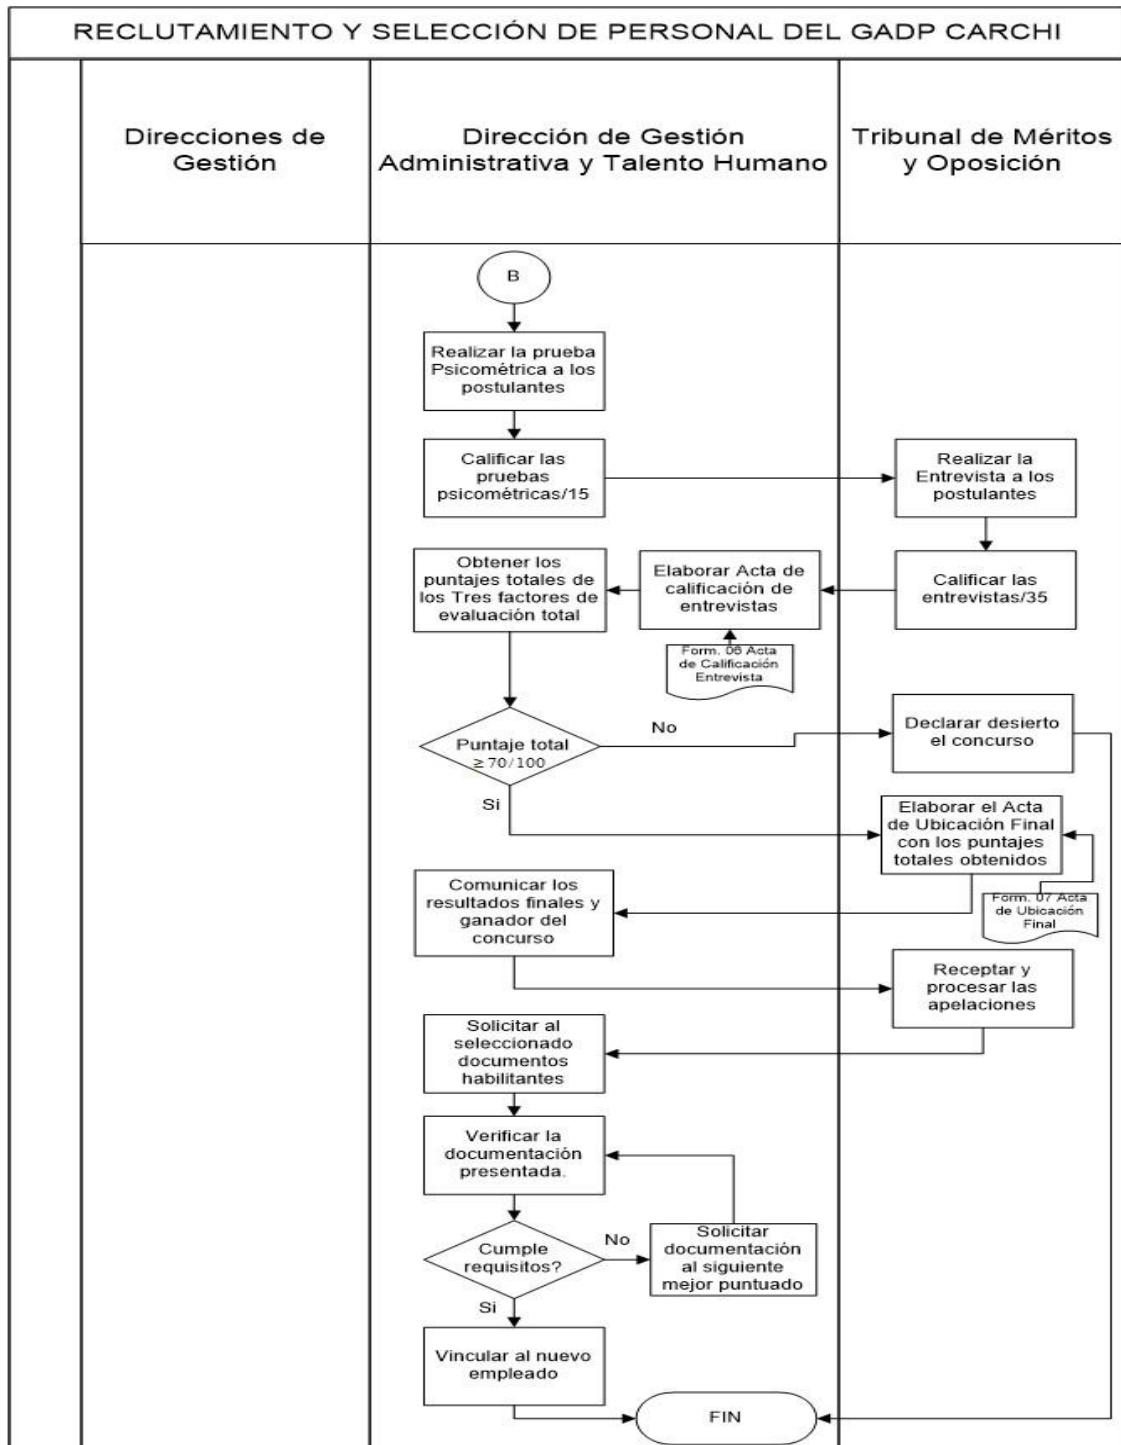 RECLUTAMIENTO Y SELECCIÓN DE PERSONAL DEL GADP CARCHI
Direcciones de
Gestión
Dirección de Gestión
Administrativa y Talento Humano
Tribunal de Méritos
y Oposición
B
Realizar la prueba
Psicométrica a los
postulantes
Calificar las
pruebas
psicométricas/15
Realizar la
Entrevista a los
postulantes
Obtener los
puntajes totales de
los Tres factores de
evaluación total
Elaborar Acta de
calificación de
entrevistas
Calificar las
entrevistas/35
Form. 06 Acta
de Calificación
Entrevista
Puntaje total
≥ 70/100
No
Declarar desierto
el concurso
Si
Elaborar el Acta
de Ubicación Final
con los puntajes
totales obtenidos
Comunicar los
resultados finales y
ganador del
concurso
Form. 07 Acta
de Ubicación
Final
Receptar y
procesar las
apelaciones
Solicitar al
seleccionado
documentos
habilitantes
Verificar la
documentación
presentada.
Cumple
requisitos?
No
Solicitar
documentación
al siguiente
mejor puntuado
Si
Vincular al nuevo
empleado
FIN